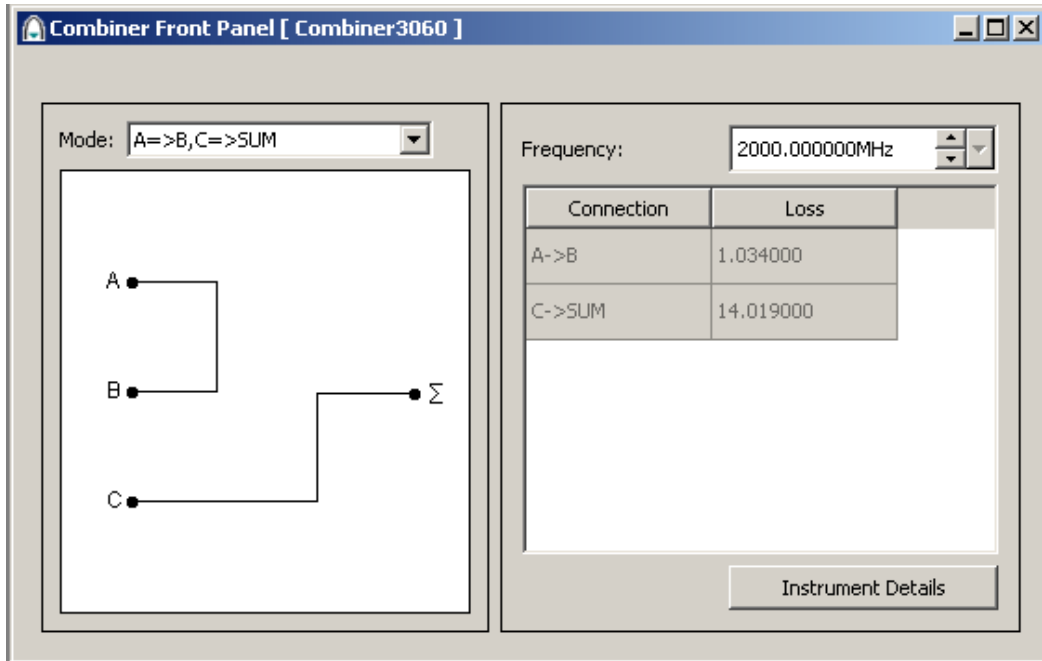 Combiner Front Panel [ Combiner3060 ]
Mode: A=>B,C=>SUM
A
B
Σ
C
Frequency: 2000.000000MHz
Connection Loss
A->B 1.034000
C->SUM 14.019000
Instrument Details